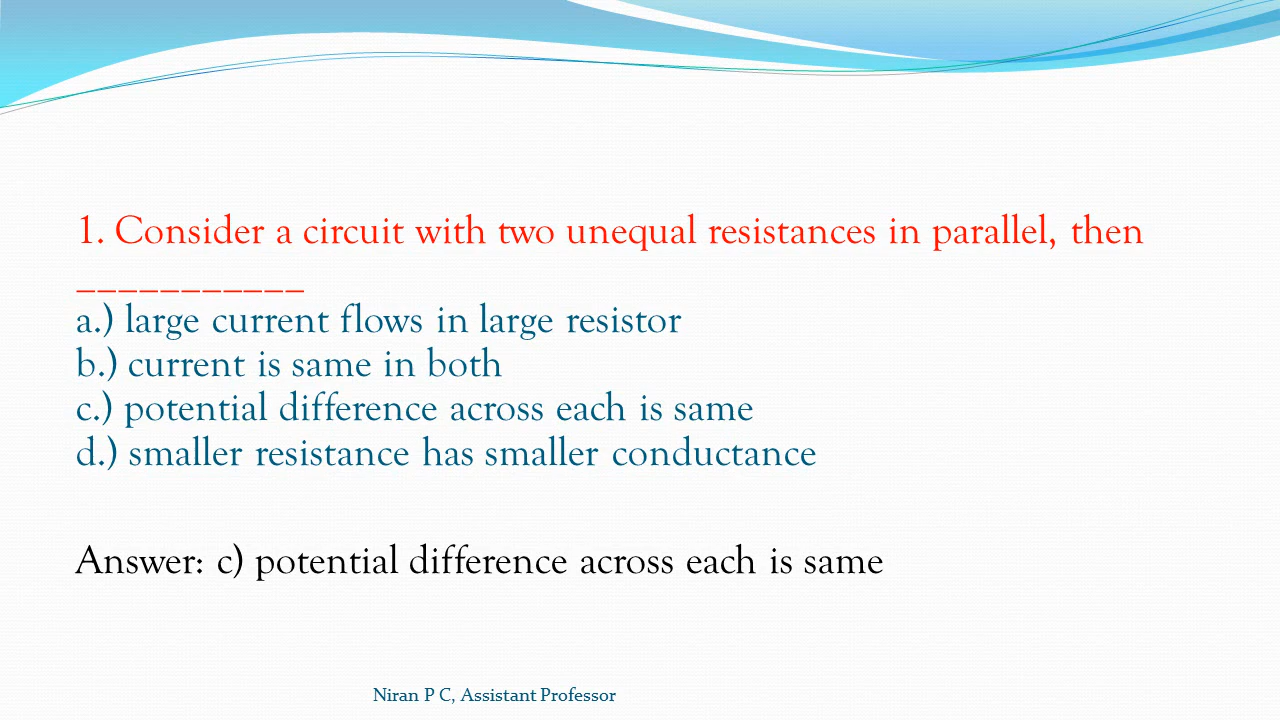 1. Consider a circuit with two unequal resistances in parallel, then
___________
a.) large current flows in large resistor
b.) current is same in both
c.) potential difference across each is same
d.) smaller resistance has smaller conductance
Answer: c) potential difference across each is same
Niran P C, Assistant Professor